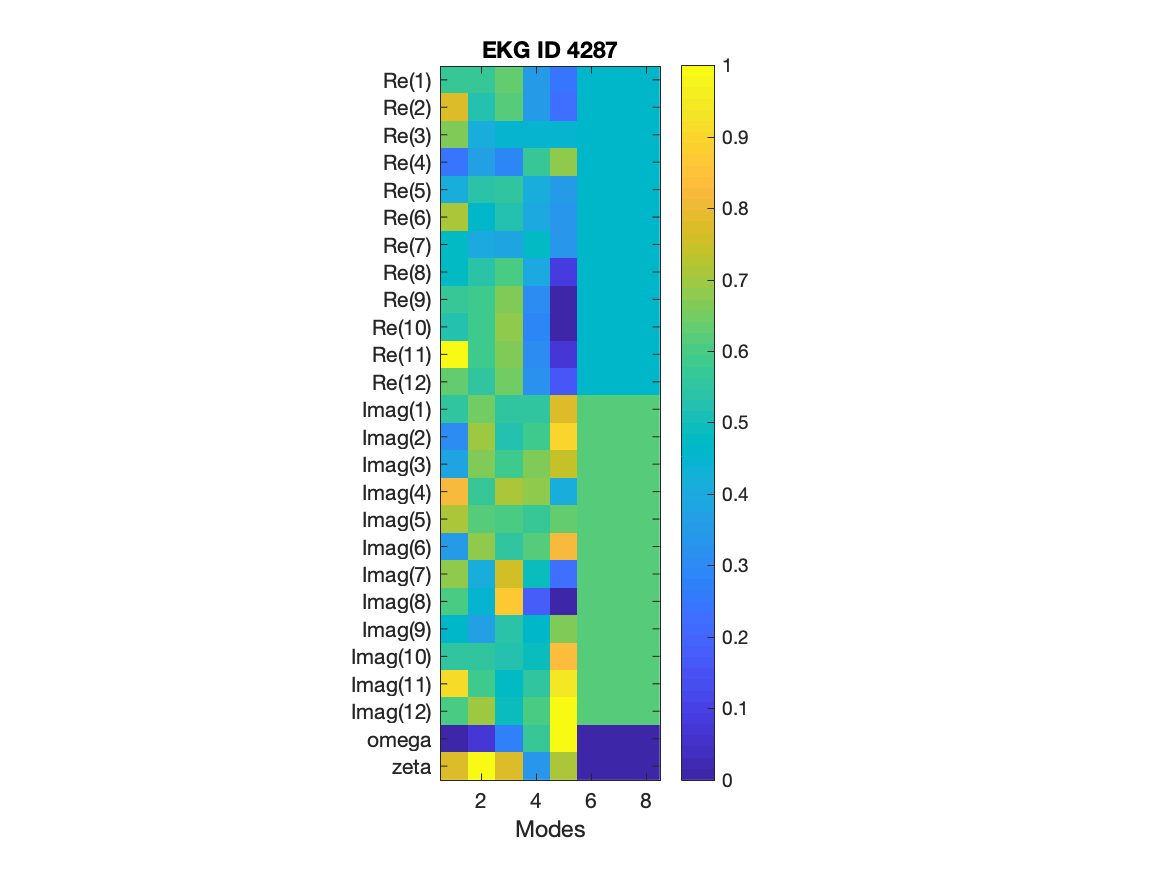 EKG ID 4287
Re(1)
Re(2)
Re(3)
Re(4)
Re(5)
Re(6)
Re(7)
Re(8)
Re(9)
Re(10)
Re(11)
Re(12)
Imag(1)
Imag(2)
Imag(3)
Imag(4)
Imag(5)
Imag(6)
Imag(7)
Imag(8)
Imag(9)
Imag(10)
Imag(11)
Imag(12)
omega
zeta
2 4 6 8
Modes
1
0.9
0.8
0.7
0.6
0.5
0.4
0.3
0.2
0.1
0